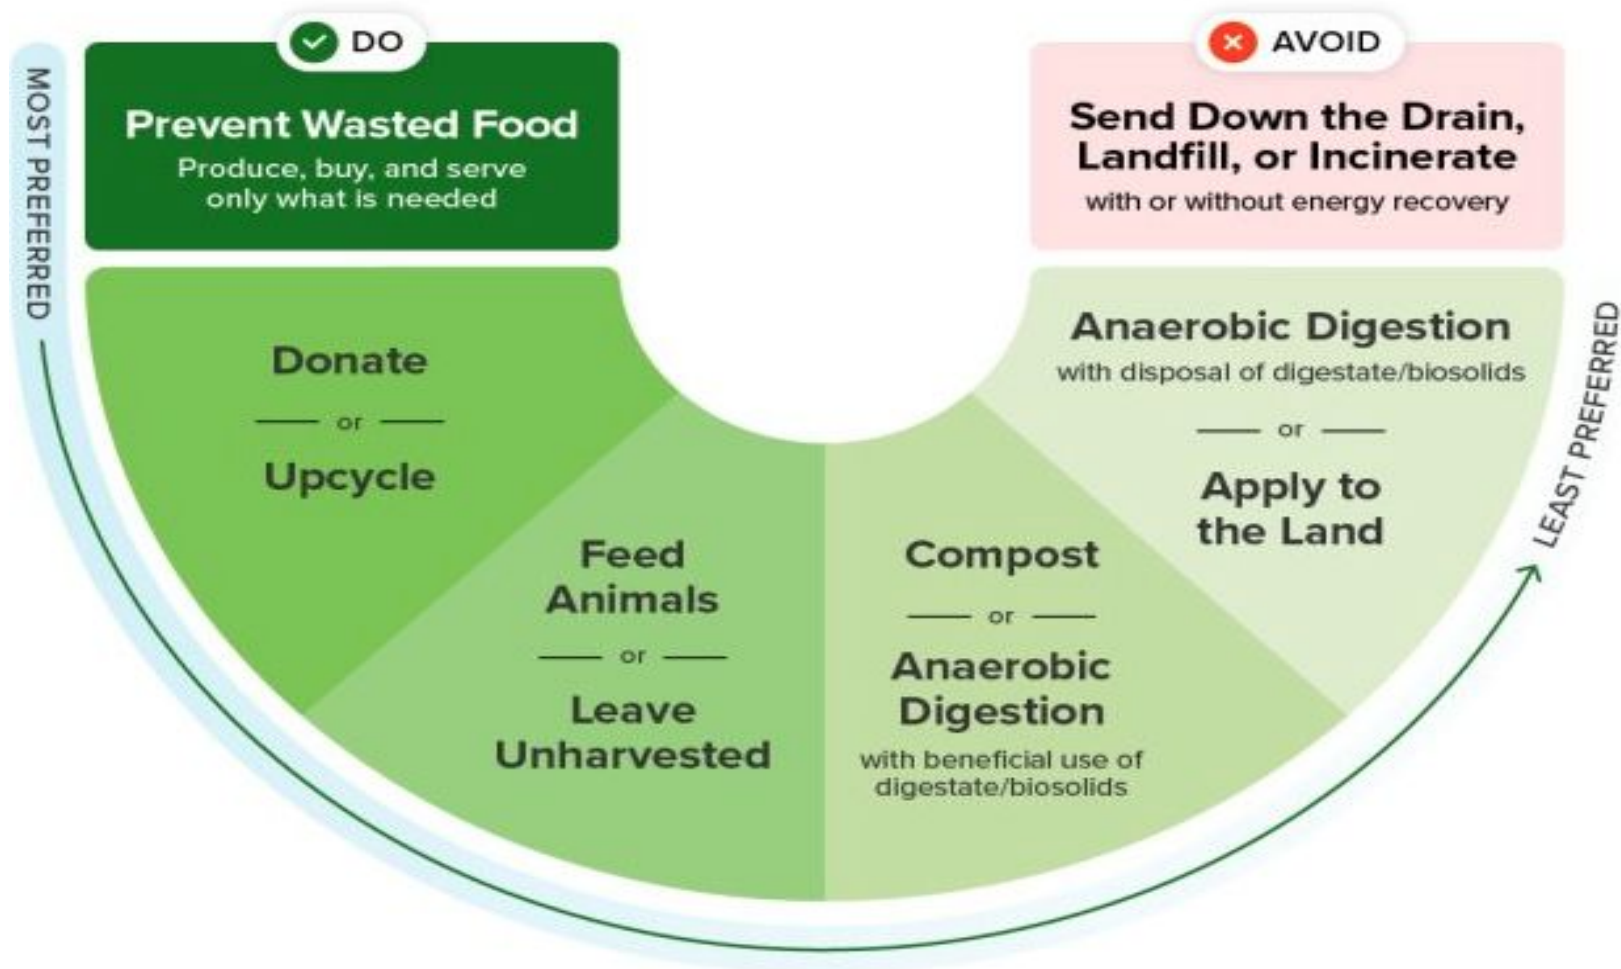 DO
Prevent Wasted Food
Produce, buy, and serve
only what is needed
AVOID
Send Down the Drain,
Landfill, or Incinerate
with or without energy recovery
MOST PREFERRED
Donate
or
Upcycle
Feed
Animals
or
Leave
Unharvested
Compost
or
Anaerobic
Digestion
with beneficial use of
digestate/biosolids
Anaerobic Digestion
with disposal of digestate/biosolids
or
Apply to
the Land
LEAST PREFERRED